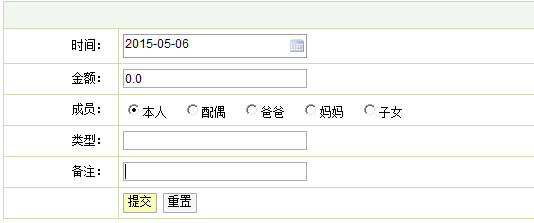 时间： 2015-05-06
金额： 0.0
成员： 本人 配偶 爸爸 妈妈 子女
类型：
备注：
提交 重置